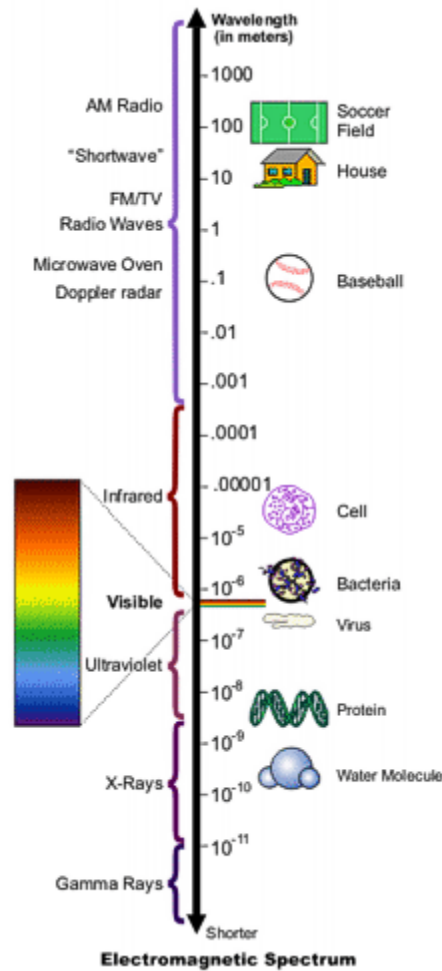 Wavelength
(in meters)
1000
AM Radio
Soccer
Field
100
“Shortwave”
House
10
FM/TV
Radio Waves
1
Microwave Oven
Doppler radar
.1
Baseball
.01
.001
.0001
Infrared
.00001
Cell
10-5
10-6
Bacteria
Visible
Virus
10-7
Ultraviolet
10-8
Protein
10-9
X-Rays
Water Molecule
10-10
10-11
Gamma Rays
Shorter
Electromagnetic Spectrum